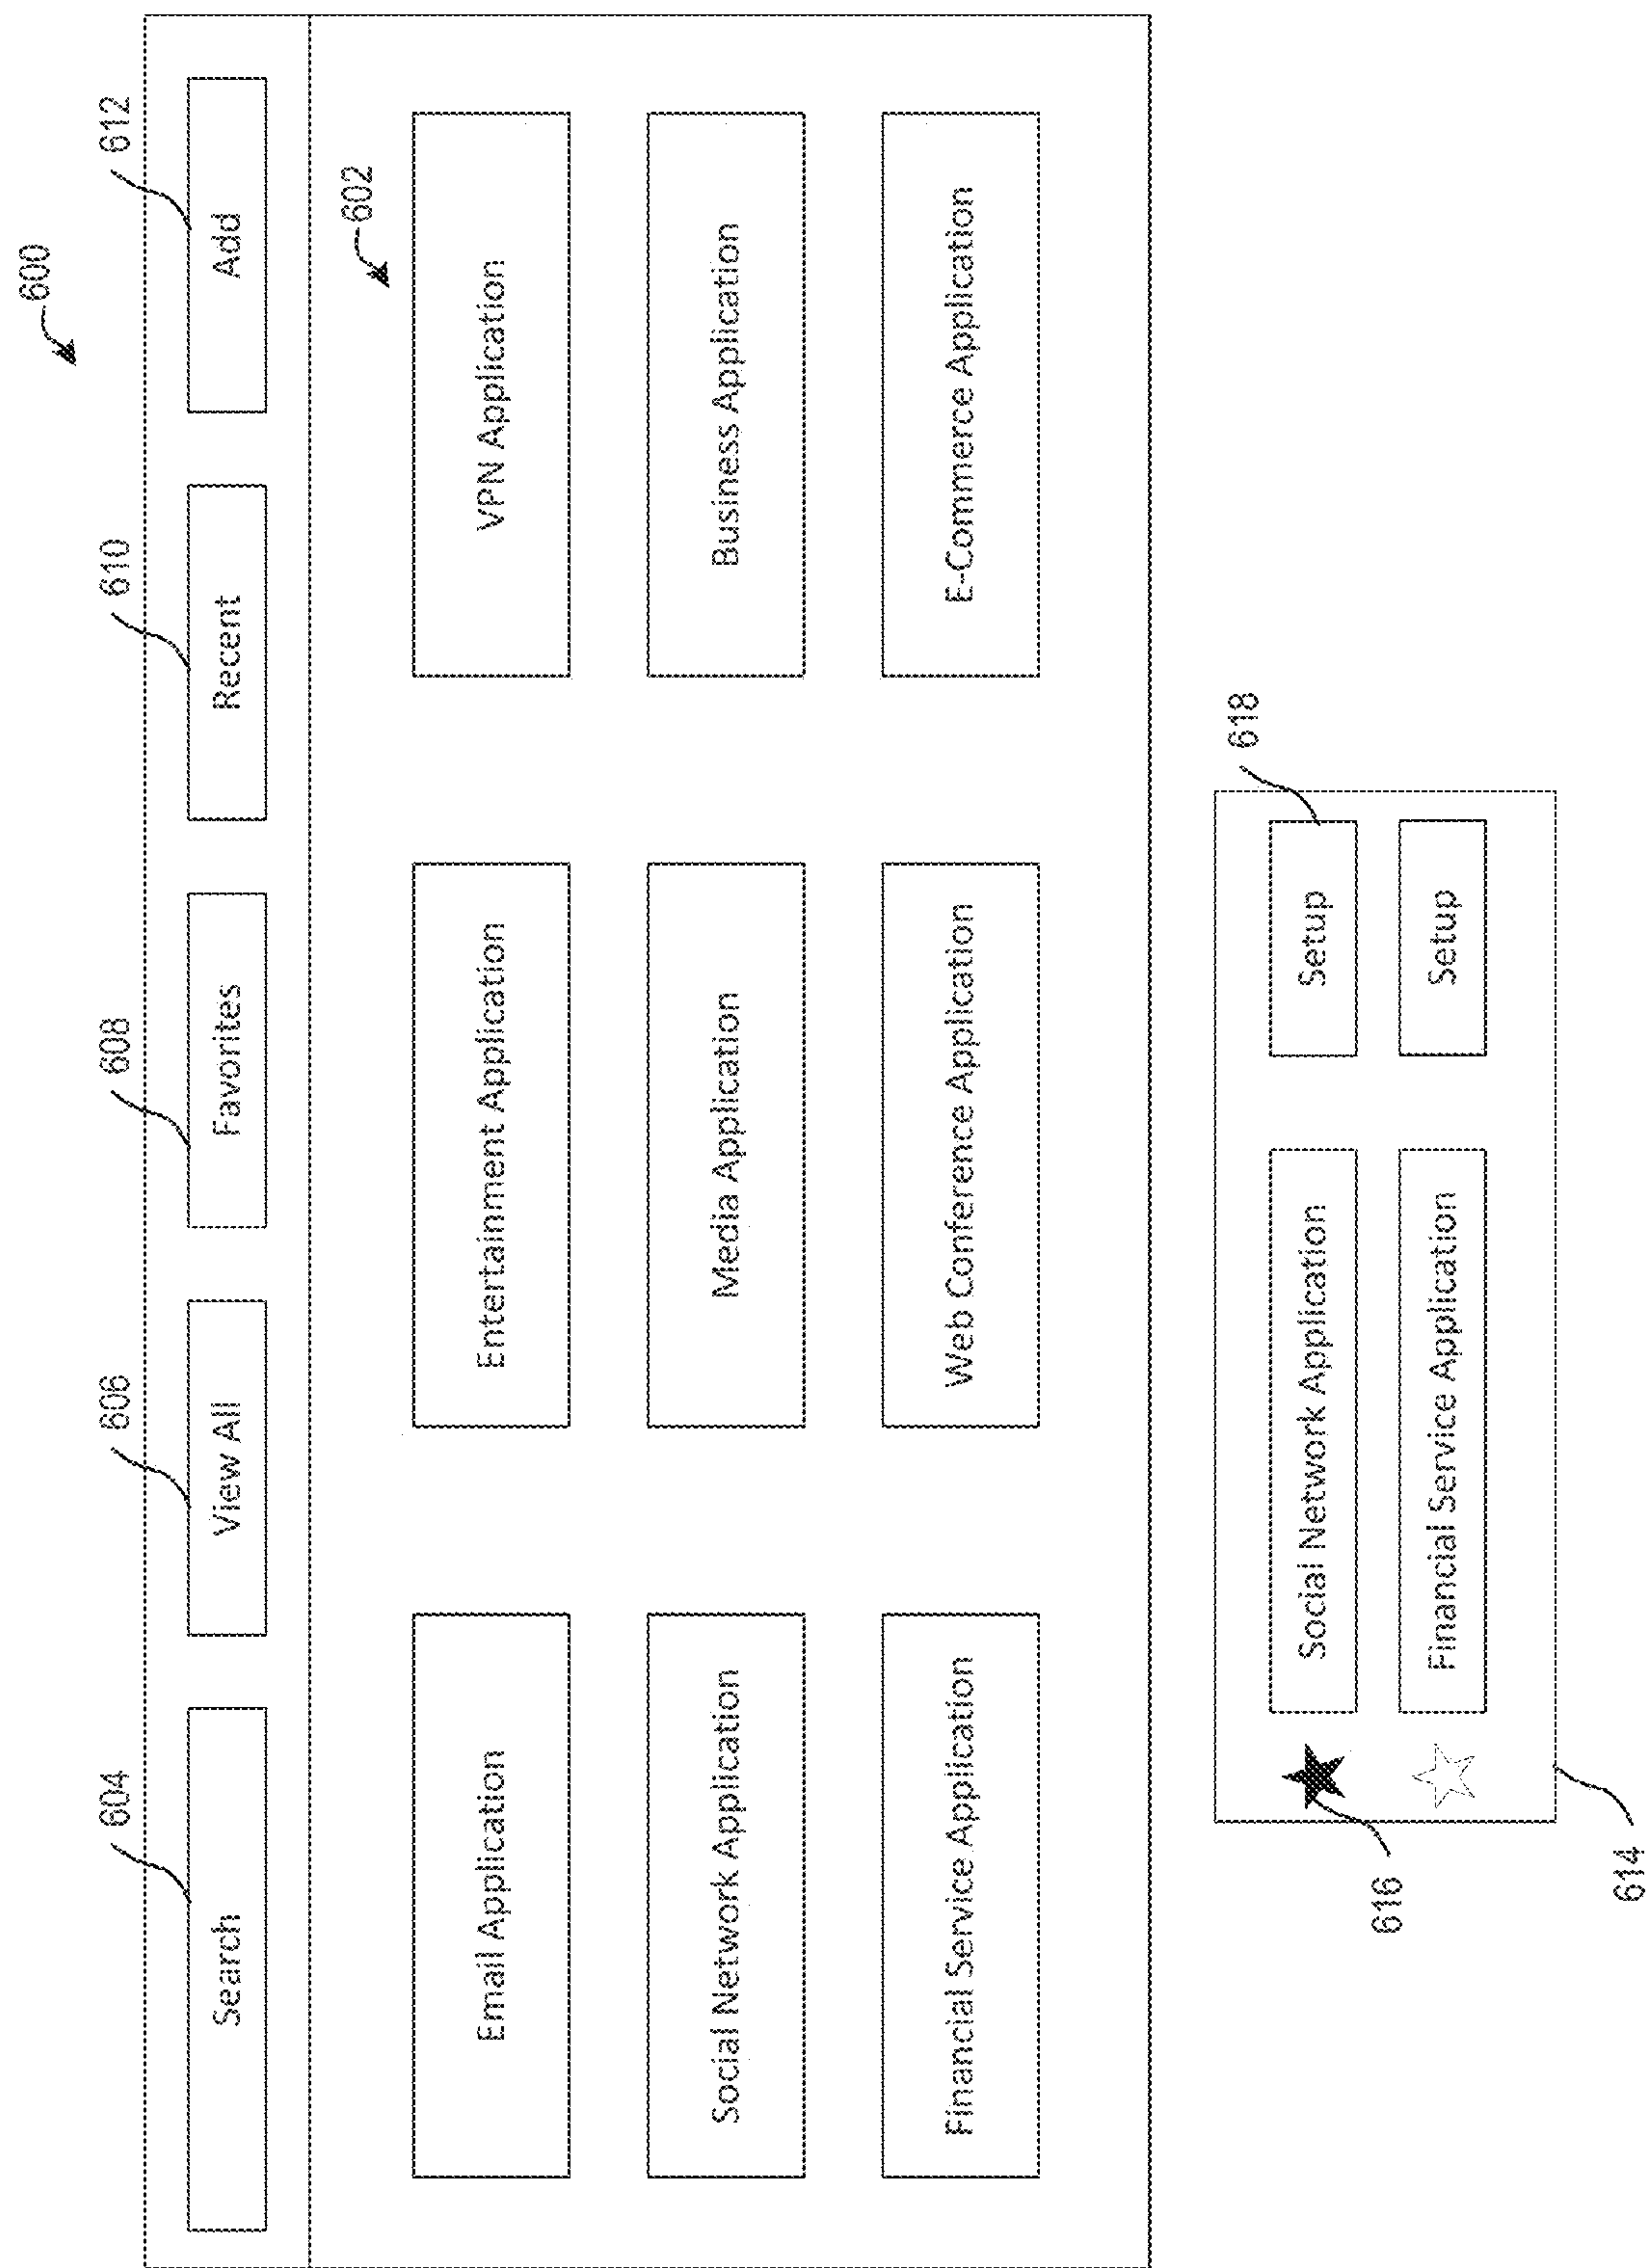 600
604
606
608
610
612
Search
View All
Favorites
Recent
Add
602
Email Application
Entertainment Application
VPN Application
Social Network Application
Media Application
Business Application
Financial Service Application
Web Conference Application
E-Commerce Application
618
Social Network Application
Setup
616
Financial Service Application
Setup
614